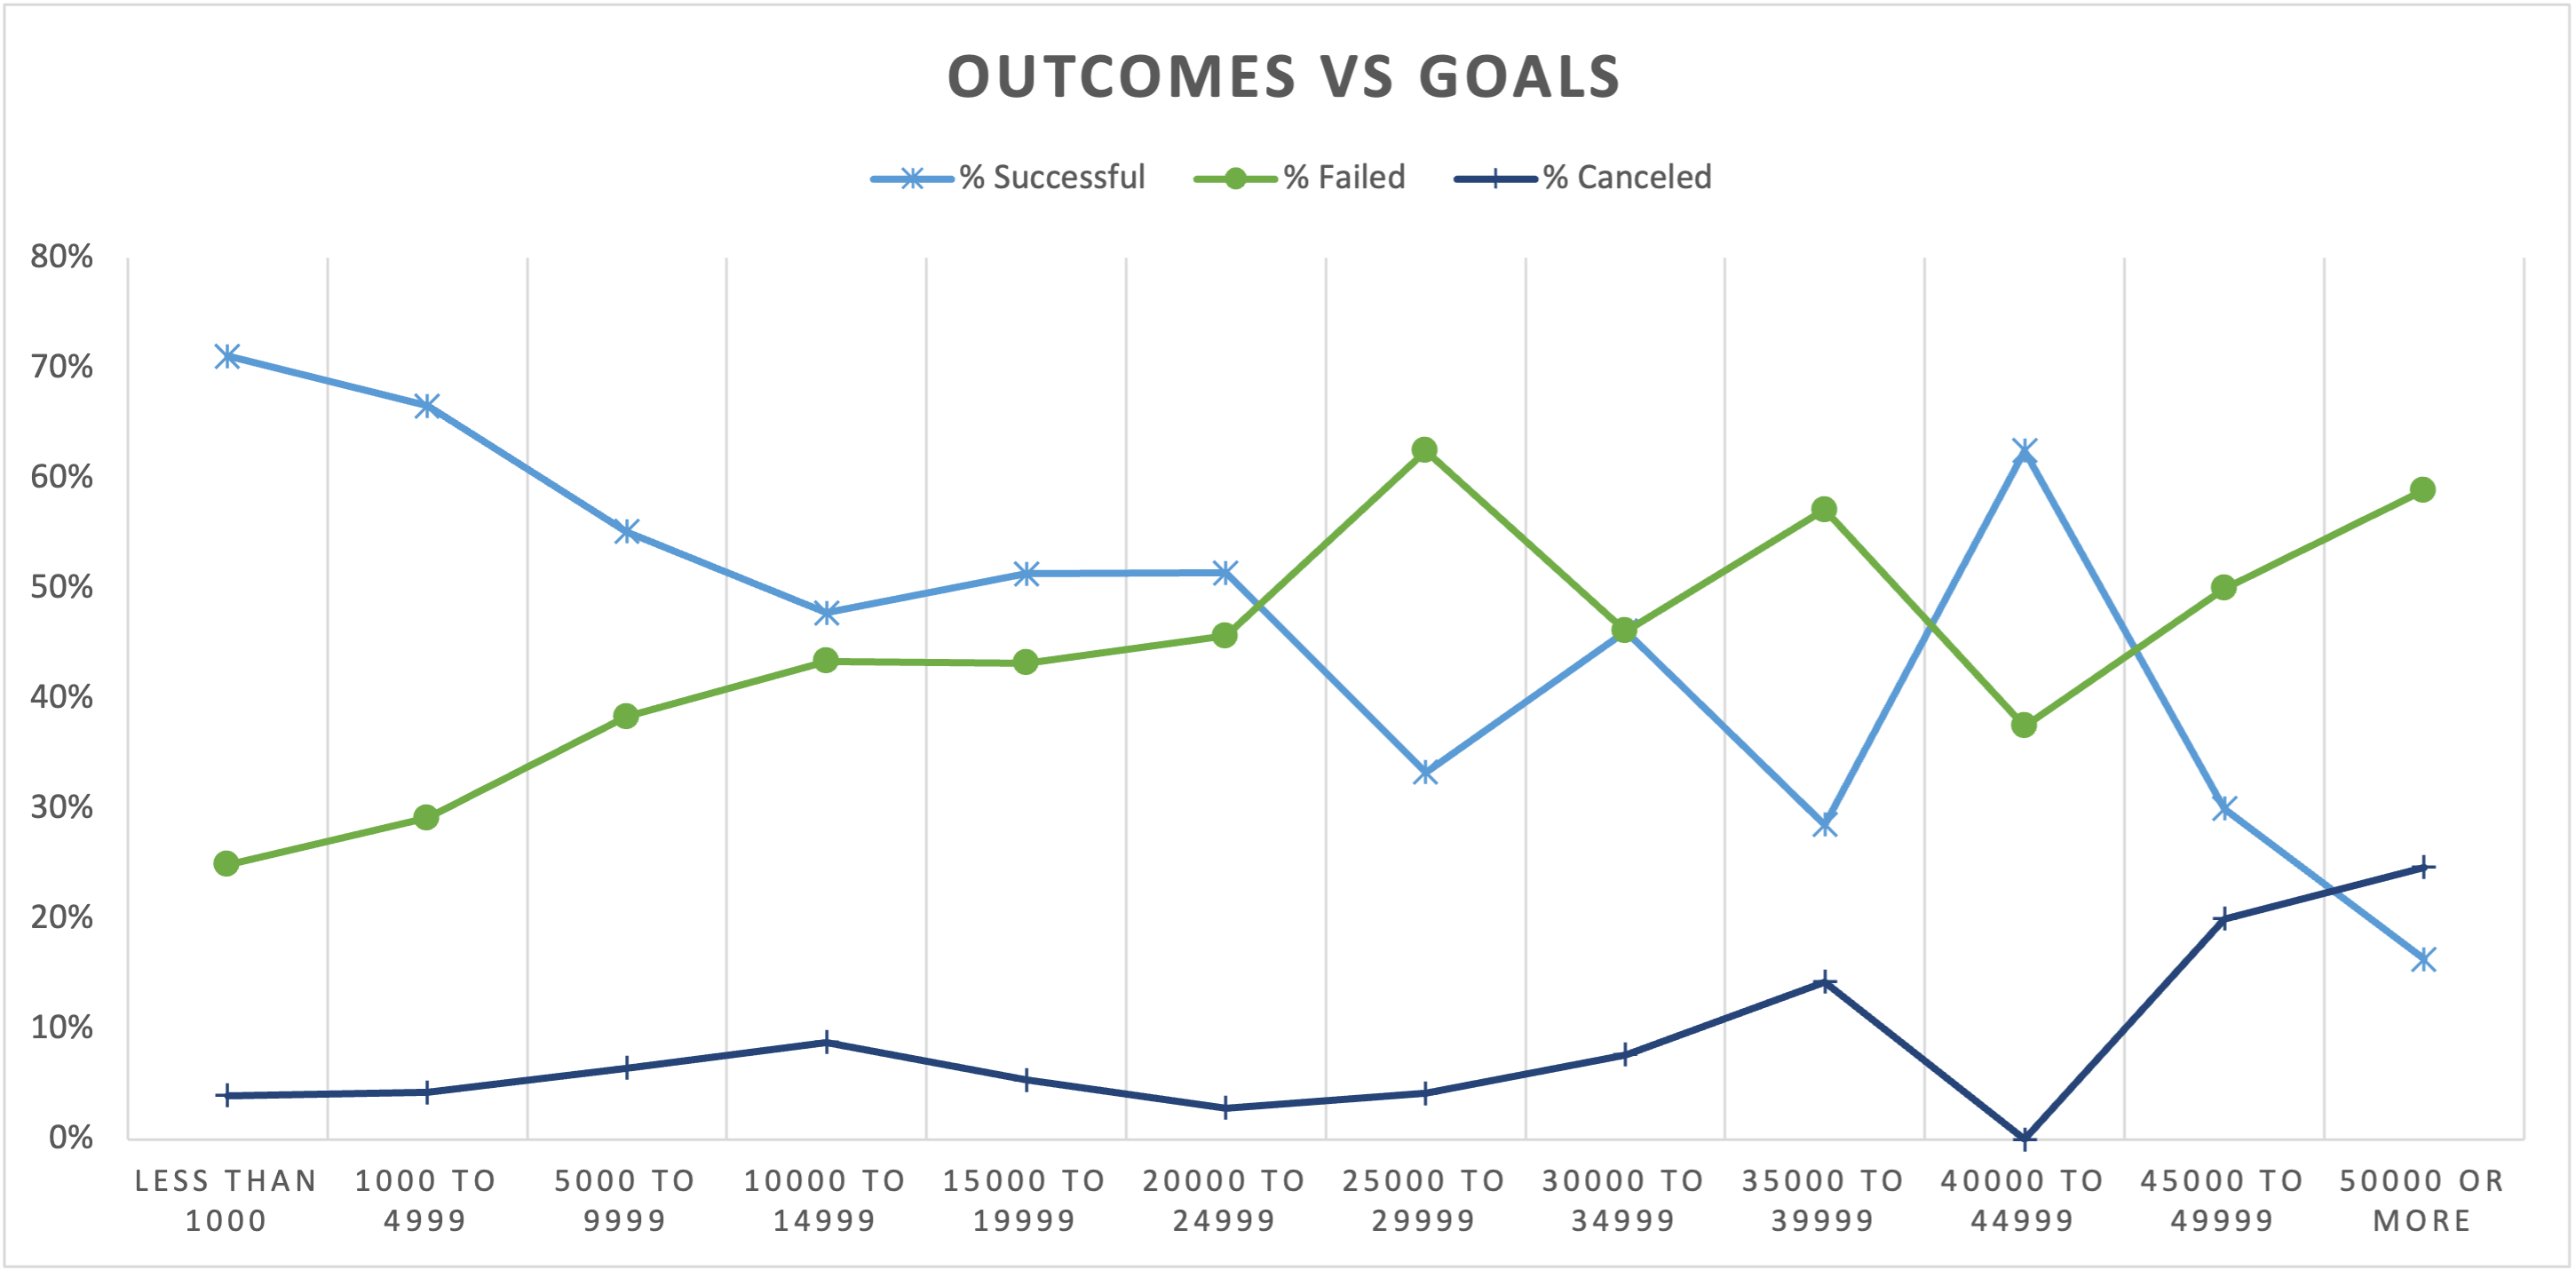 OUTCOMES VS GOALS
% Successful % Failed % Canceled
80%
70%
60%
50%
40%
30%
20%
10%
0%
LESS THAN 1000 TO 5000 TO 10000 TO 15000 TO 20000 TO 25000 TO 30000 TO 35000 TO 40000 TO 45000 TO 50000 OR
1000 4999 9999 14999 19999 24999 29999 34999 39999 44999 49999 MORE